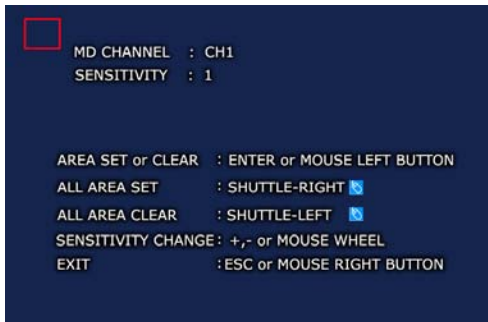 MD CHANNEL : CH1
SENSITIVITY : 1
AREA SET or CLEAR : ENTER or MOUSE LEFT BUTTON
ALL AREA SET : SHUTTLE-RIGHT
ALL AREA CLEAR : SHUTTLE-LEFT
SENSITIVITY CHANGE : +,- or MOUSE WHEEL
EXIT :ESC or MOUSE RIGHT BUTTON